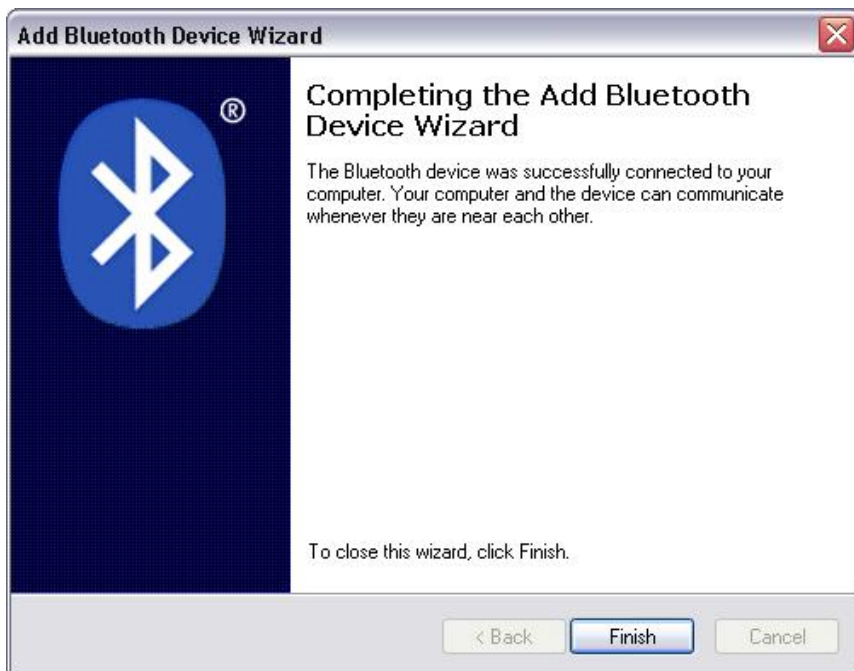 Add Bluetooth Device Wizard
®
Completing the Add Bluetooth
Device Wizard
The Bluetooth device was successfully connected to your
computer. Your computer and the device can communicate
whenever they are near each other.
To close this wizard, click Finish.
< Back Finish Cancel